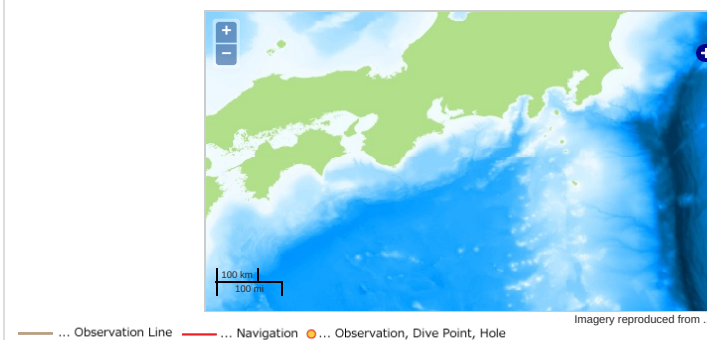 +
−
100 km
100 mi
Imagery reproduced from .
... Observation Line ... Navigation ... Observation, Dive Point, Hole